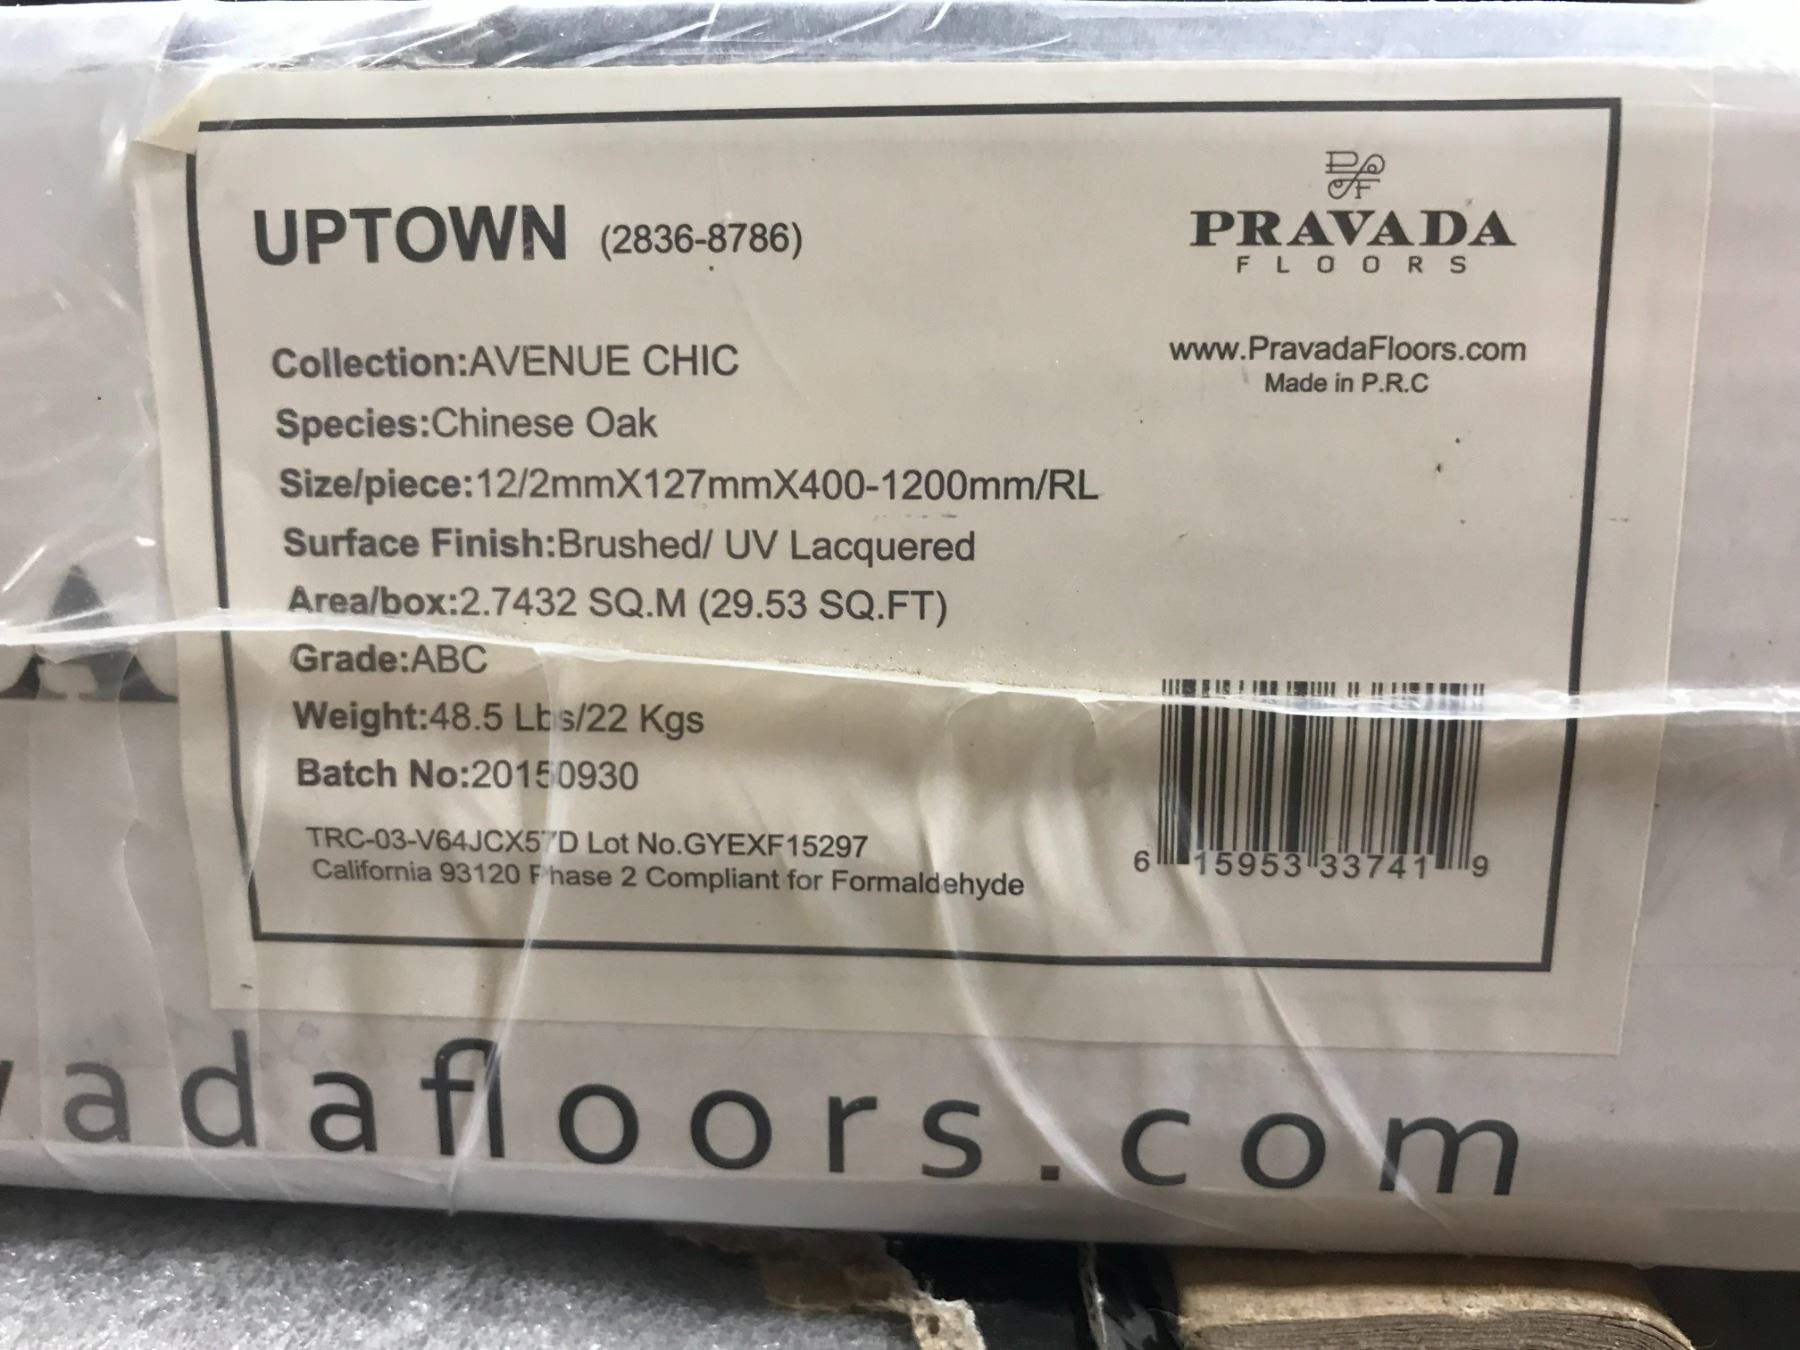 UPTOWN (2836-8786)
PRAVADA
FLOORS
www.PravadaFloors.com
Made in P.R.C
Collection:AVENUE CHIC
Species:Chinese Oak
Size/piece:12/2mmX127mmX400-1200mm/RL
Surface Finish:Brushed/ UV Lacquered
Area/box:2.7432 SQ.M (29.53 SQ.FT)
Grade:ABC
Weight:48.5 Lbs/22 Kgs
Batch No:20150930
TRC-03-V64JCX57D Lot No.GYEXF15297
California 93120 Phase 2 Compliant for Formaldehyde
6 15953 33741 9
adafloors.com